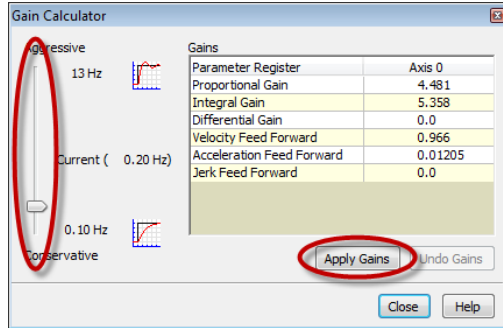 Gain Calculator
Aggressive
13 Hz
Current ( 0.20 Hz)
0.10 Hz
Conservative
Gains
Parameter Register Axis 0
Proportional Gain 4.481
Integral Gain 5.358
Differential Gain 0.0
Velocity Feed Forward 0.966
Acceleration Feed Forward 0.01205
Jerk Feed Forward 0.0
Apply Gains Undo Gains
Close Help